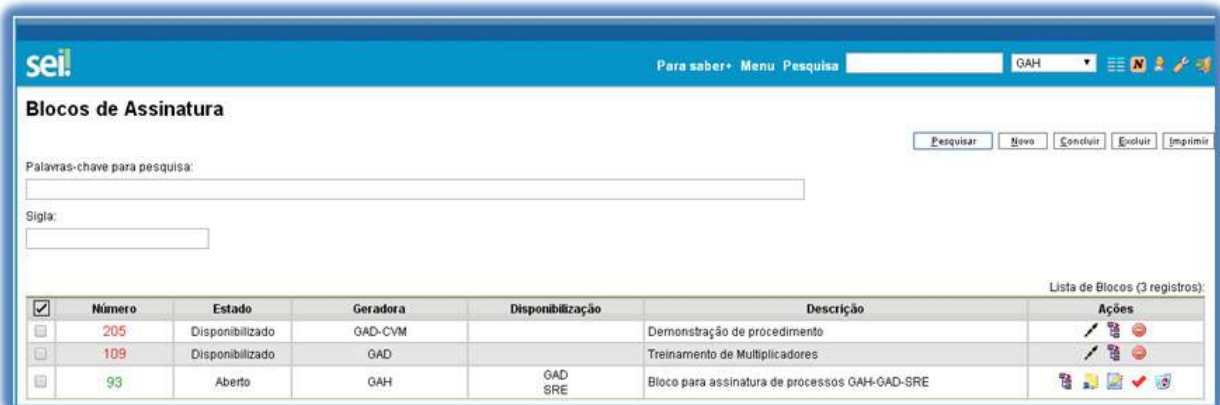 sei!
Para saber+ Menu Pesquisa GAH
N
Blocos de Assinatura
Pesquisar Novo Concluir Excluir Imprimir
Palavras-chave para pesquisa:
Sigla:
Lista de Blocos (3 registros):
Número Estado Geradora Disponibilização Descrição Ações
205 Disponibilizado GAD-CVM Demonstração de procedimento
109 Disponibilizado GAD Treinamento de Multiplicadores
93 Aberto GAH GAD SRE Bloco para assinatura de processos GAH-GAD-SRE